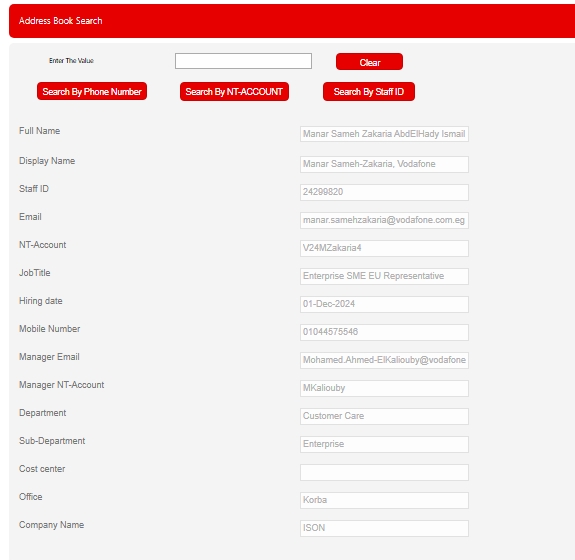 Address Book Search
Enter The Value
Clear
Search By Phone Number Search By NT-ACCOUNT Search By Staff ID
Full Name Manar Sameh Zakaria AbdElHady Ismail
Display Name Manar Sameh-Zakaria, Vodafone
Staff ID 24299820
Email manar.samehzakaria@vodafone.com.eg
NT-Account V24MZakaria4
JobTitle Enterprise SME EU Representative
Hiring date 01-Dec-2024
Mobile Number 01044575546
Manager Email Mohamed.Ahmed-ElKaliouby@vodafone
Manager NT-Account MKaliouby
Department Customer Care
Sub-Department Enterprise
Cost center
Office Korba
Company Name ISON